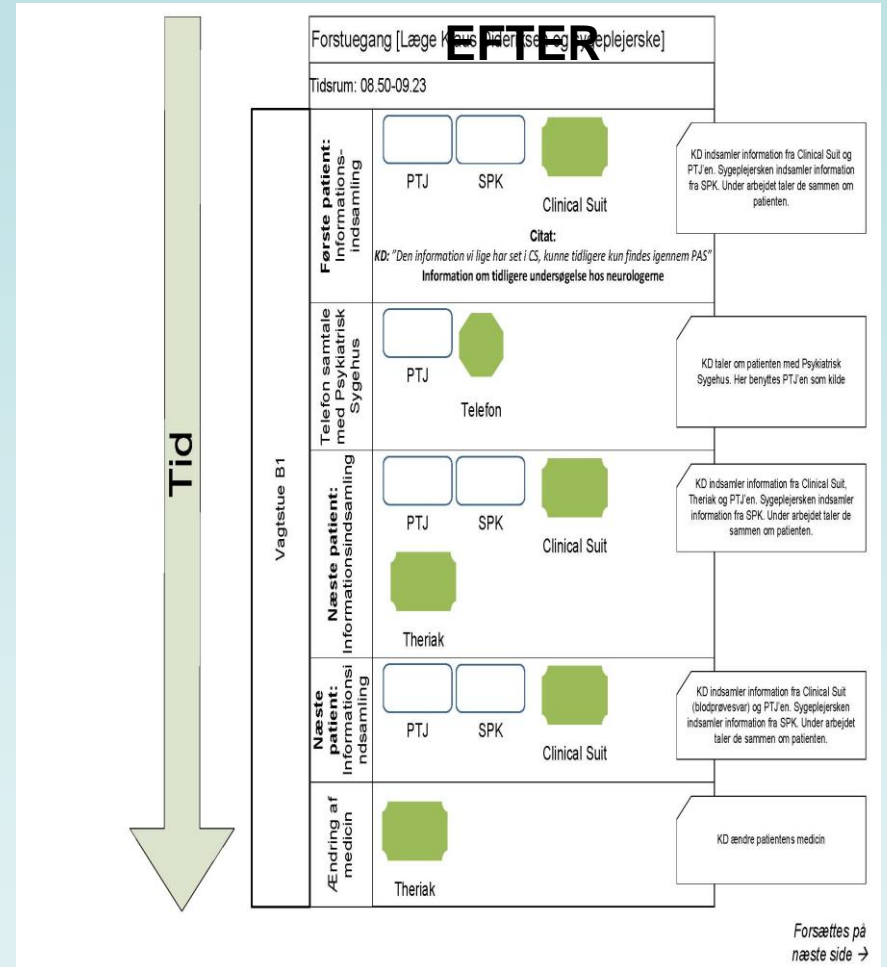 EFTER
Forstuegang [Læge Klaus Dideriksen og sygeplejerske]
Tidsrum: 08.50-09.23
Tid
Vagtstue B1
Første patient:
Informations-
indsamling
PTJ
SPK
Clinical Suit
Citat:
KD: "Den information vi lige har set i CS, kunne tidligere kun findes igennem PAS"
Information om tidligere undersøgelse hos neurologerne
KD indsamler information fra Clinical Suit og
PTJ'en. Sygeplejersken indsamler information
fra SPK. Under arbejdet taler de sammen om
patienten.
Telefon samtale
med Psykiatrisk
Sygehus
PTJ
Telefon
KD taler om patienten med Psykiatrisk
Sygehus. Her benyttes PTJ'en som kilde
Næste patient:
Informationsindsamling
PTJ
SPK
Clinical Suit
Theriak
KD indsamler information fra Clinical Suit,
Theriak og PTJ'en. Sygeplejersken indsamler
information fra SPK. Under arbejdet taler de
sammen om patienten.
Næste
patient:
Informationsi
ndsamling
PTJ
SPK
Clinical Suit
KD indsamler information fra Clinical Suit
(blodprøvesvar) og PTJ'en. Sygeplejersken
indsamler information fra SPK. Under arbejdet
taler de sammen om patienten.
Ændring af
medicin
Theriak
KD ændre patientens medicin
Forsættes på
næste side →